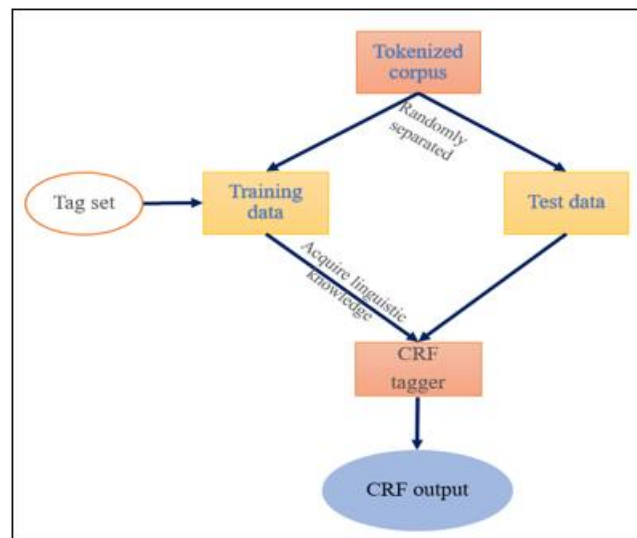 Tokenized
corpus
Randomly
separated
Tag set
Training
data
Test data
Acquire linguistic
knowledge
CRF
tagger
CRF output